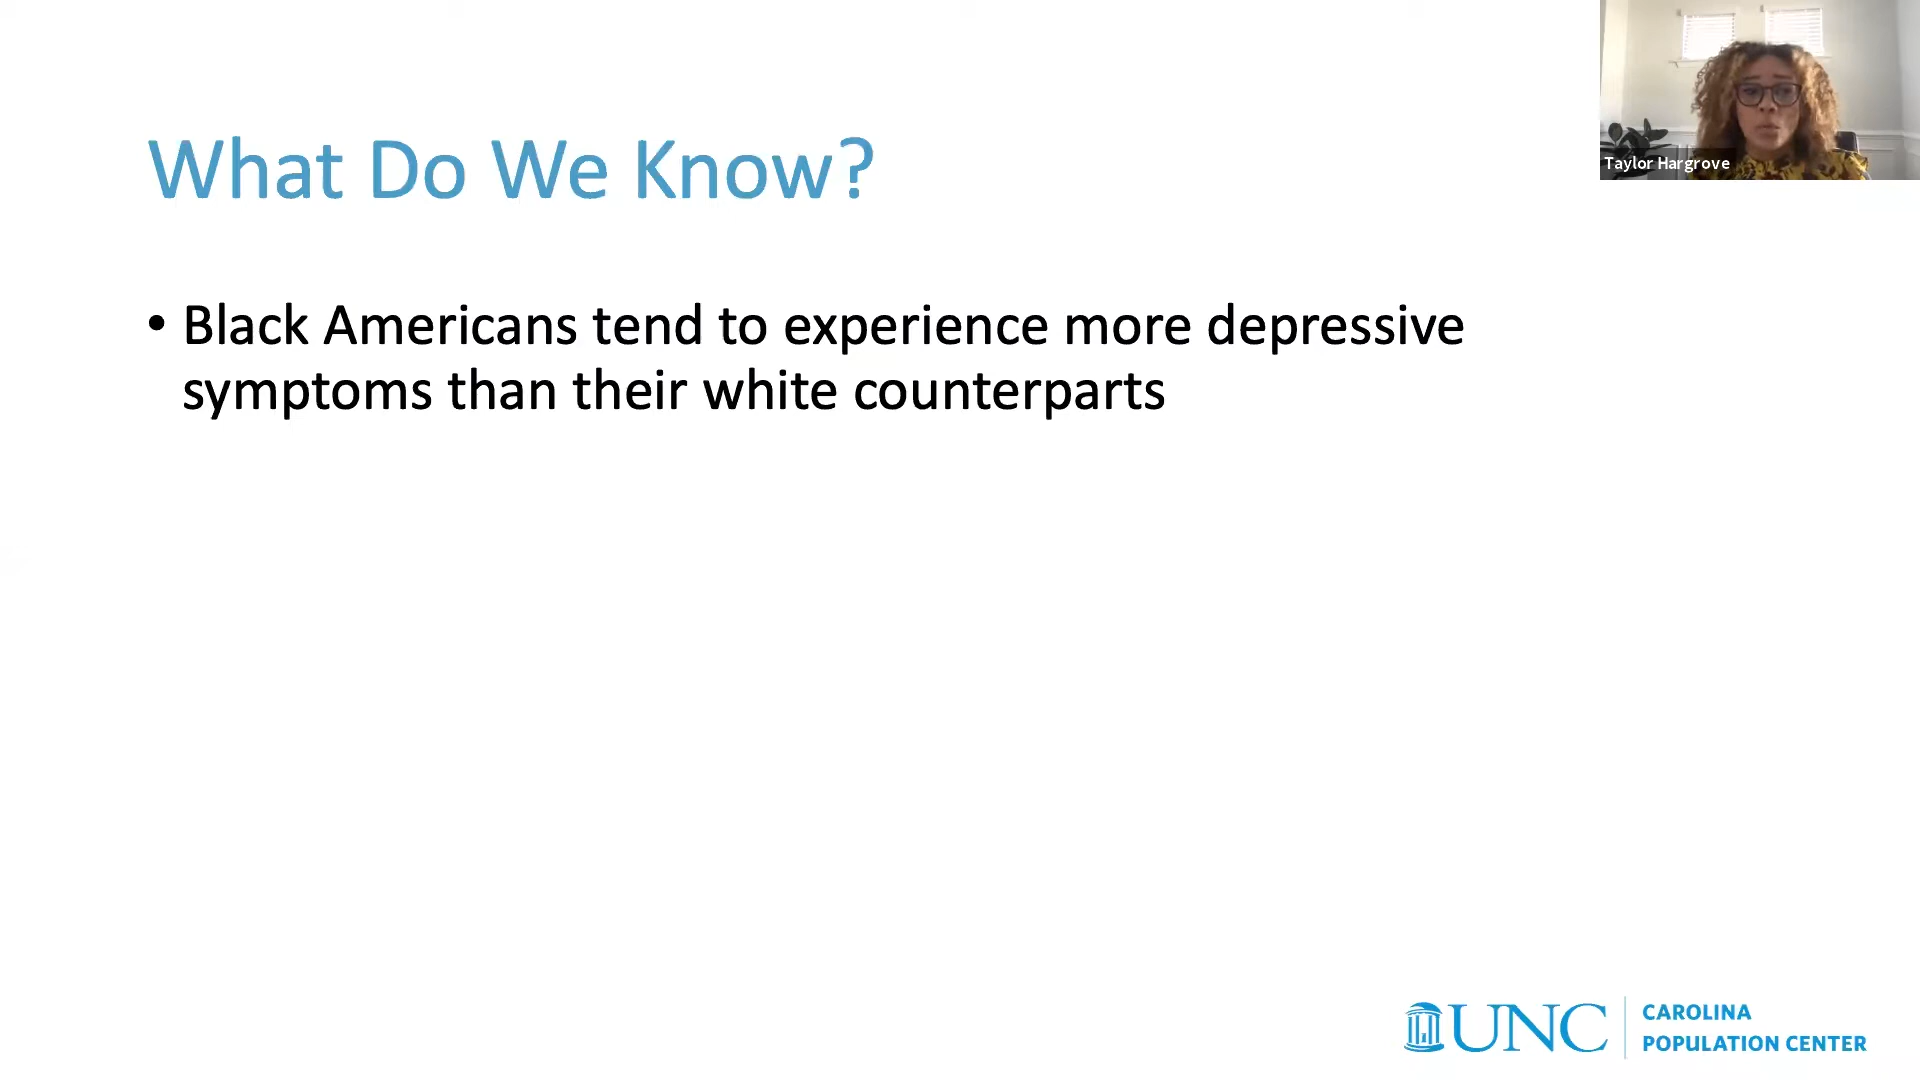 What Do We Know?
• Black Americans tend to experience more depressive
symptoms than their white counterparts
Taylor Hargrove
UNC
CAROLINA
POPULATION CENTER